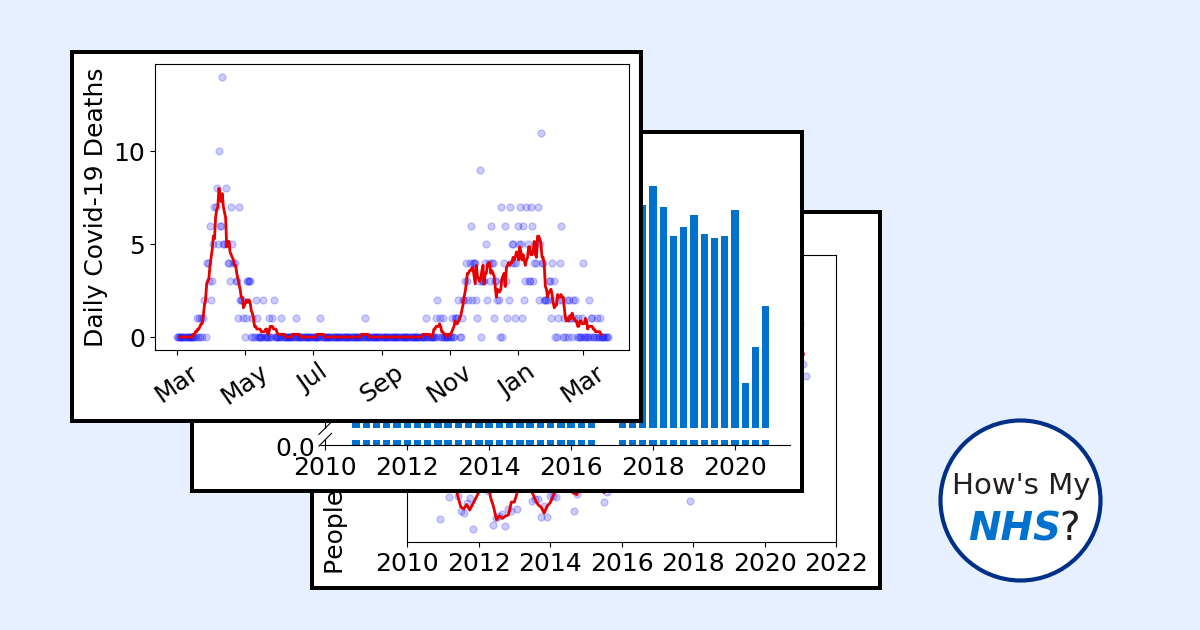 Daily Covid-19 Deaths
10
5
0
Mar May Jul Sep Nov Jan Mar
0.0
2010 2012 2014 2016 2018 2020
People
2010 2012 2014 2016 2018 2020 2022
How's My
NHS?